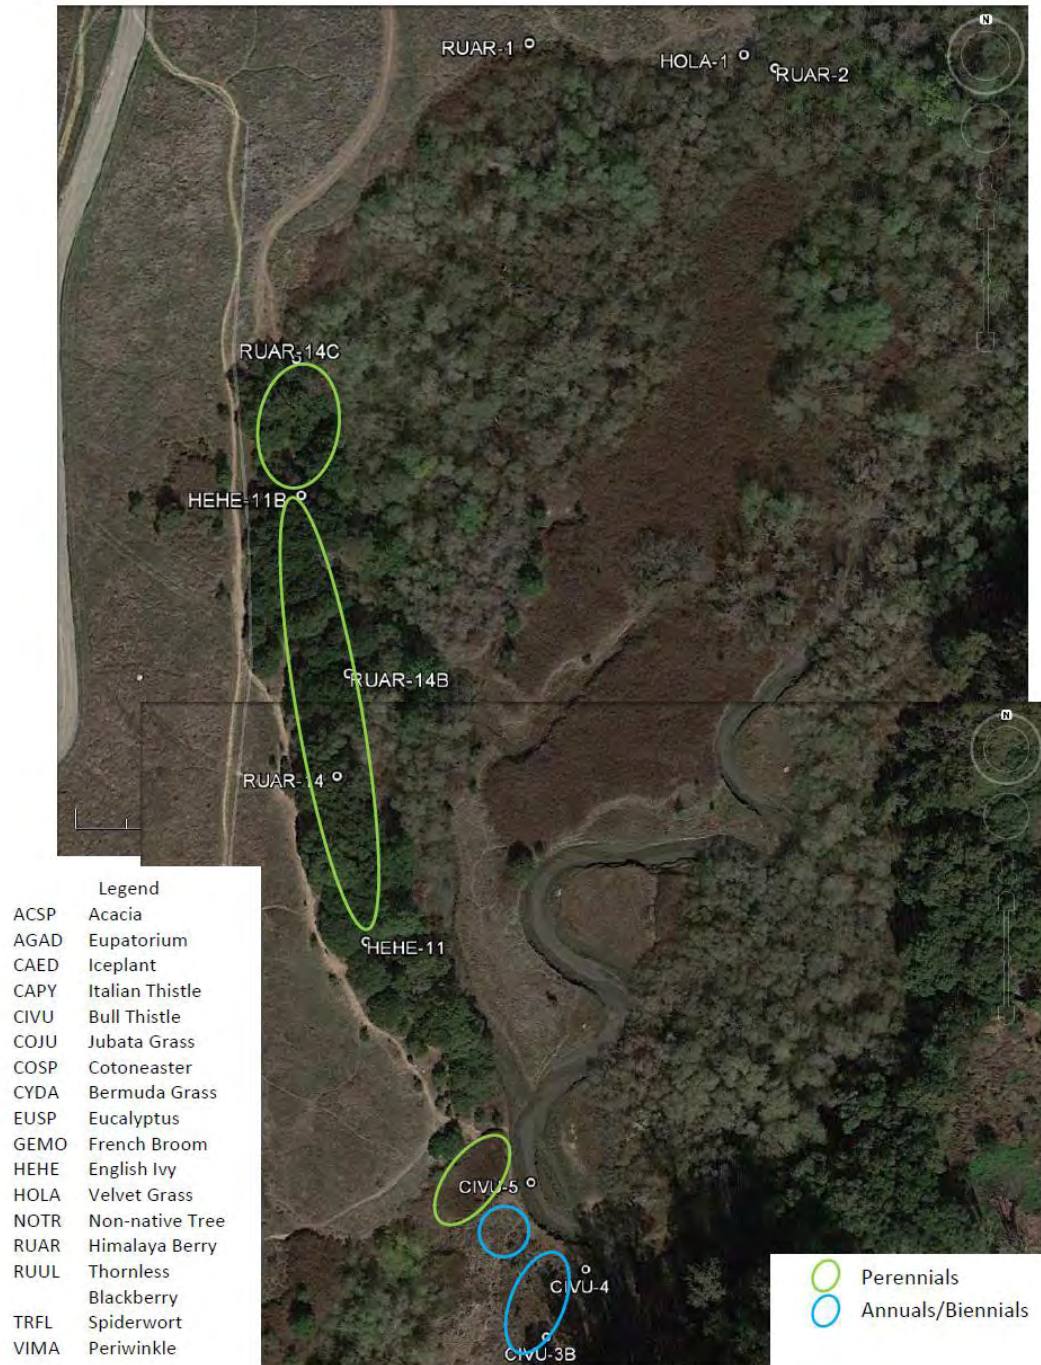 N
RUAR-1
HOLA-1
RUAR-2
RUAR-14C
HEHE-11B
RUAR-14B
N
RUAR-14
HEHE-11
Legend
ACSP Acacia
AGAD Eupatorium
CAED Iceplant
CAPY Italian Thistle
CIVU Bull Thistle
COJU Jubata Grass
COSP Cotoneaster
CYDA Bermuda Grass
EUSP Eucalyptus
GEMO French Broom
HEHE English Ivy
HOLA Velvet Grass
NOTR Non-native Tree
RUAR Himalaya Berry
RUUL Thornless
Blackberry
TRFL Spiderwort
VIMA Periwinkle
CIVU-5
CIVU-4
CIVU-3B
Perennials
Annuals/Biennials